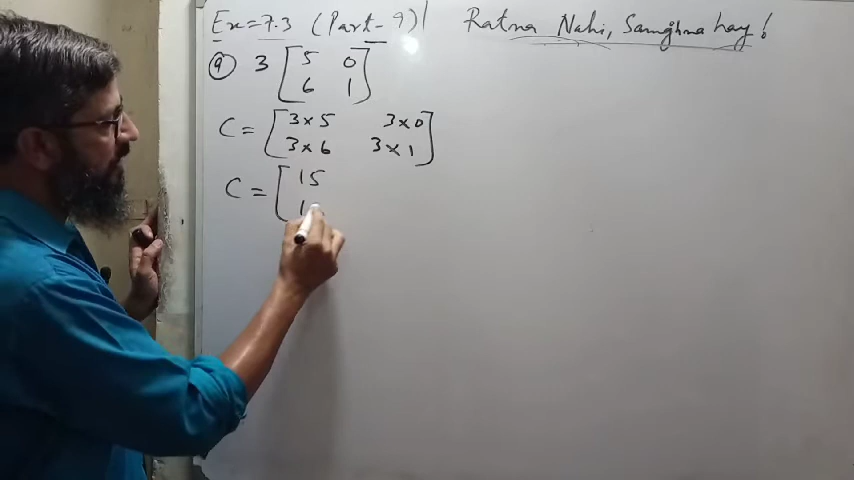 Ex=7.3 (Part-9)
Ratna Nahi, Samghna hay!
9 3 [5 0
6 1]
C = [3×5 3×0
3×6 3×1]
C = [15
1